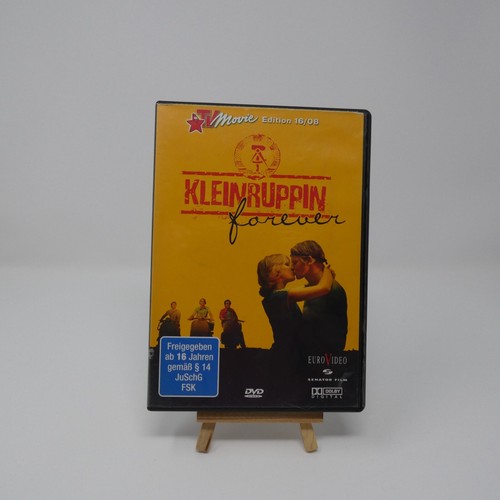 TV Movie Edition 16/08
KLEINRUPPIN
forever
Freigegeben
ab 16 Jahren
gemäß § 14
JuSchG
FSK
EUROVIDEO
SENATOR FILM
DVD
DOLBY
DIGITAL